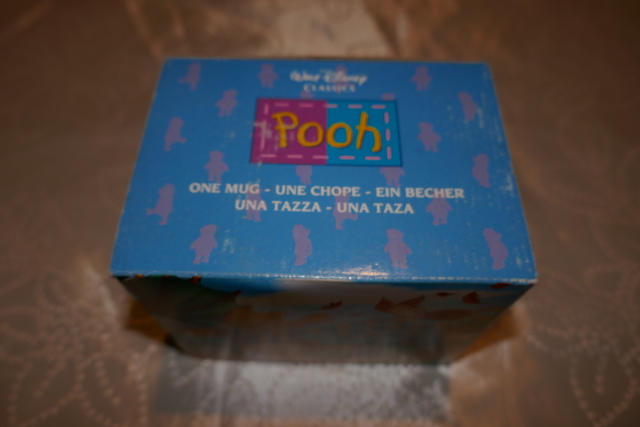 Walt Disney
CLASSICS
Pooh
ONE MUG - UNE CHOPE - EIN BECHER
UNA TAZZA - UNA TAZA